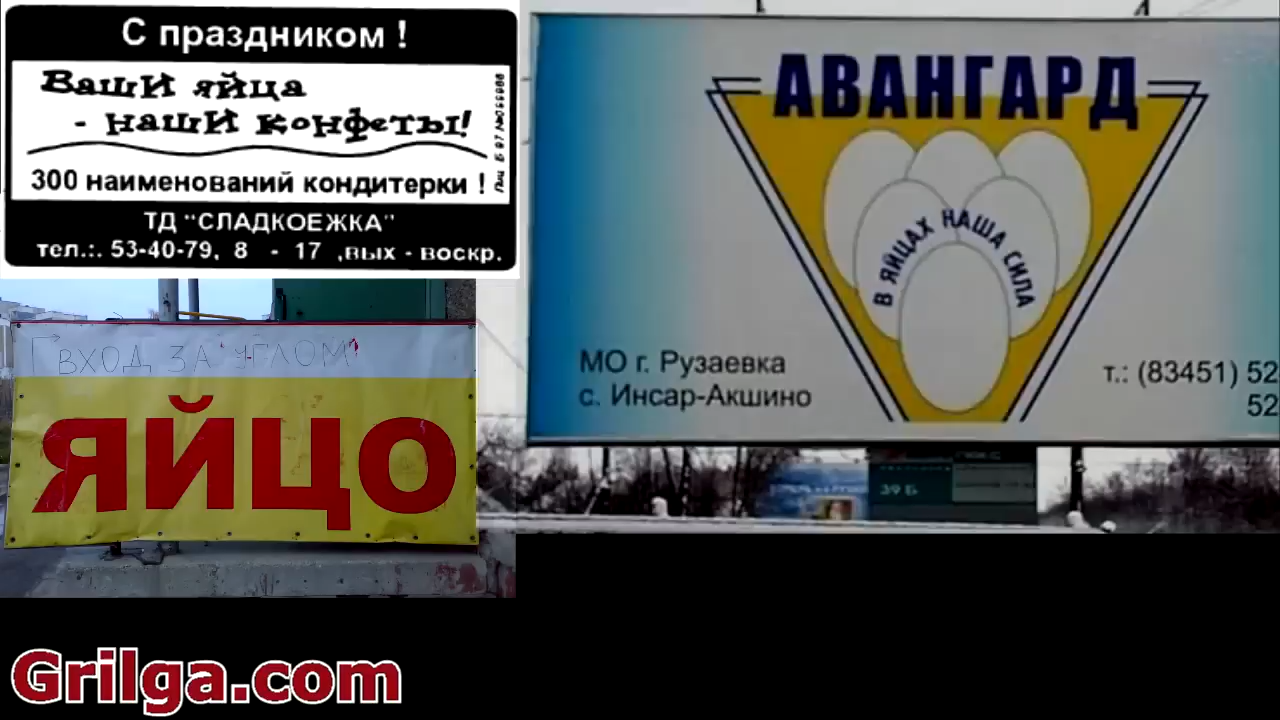 С праздником !
Ваши яйца
- наши конфеты!
300 наименований кондитерки !
ТД "СЛАДКОЕЖКА"
тел.:. 53-40-79, 8 - 17 ,вых - воскр.
АВАНГАРД
В ЯЙЦАХ НАША СИЛА
МО г. Рузаевка
с. Инсар-Акшино
т.: (83451) 52
52
ВХОД ЗА УГЛОМ
ЯЙЦО
39 Б
Grilga.com